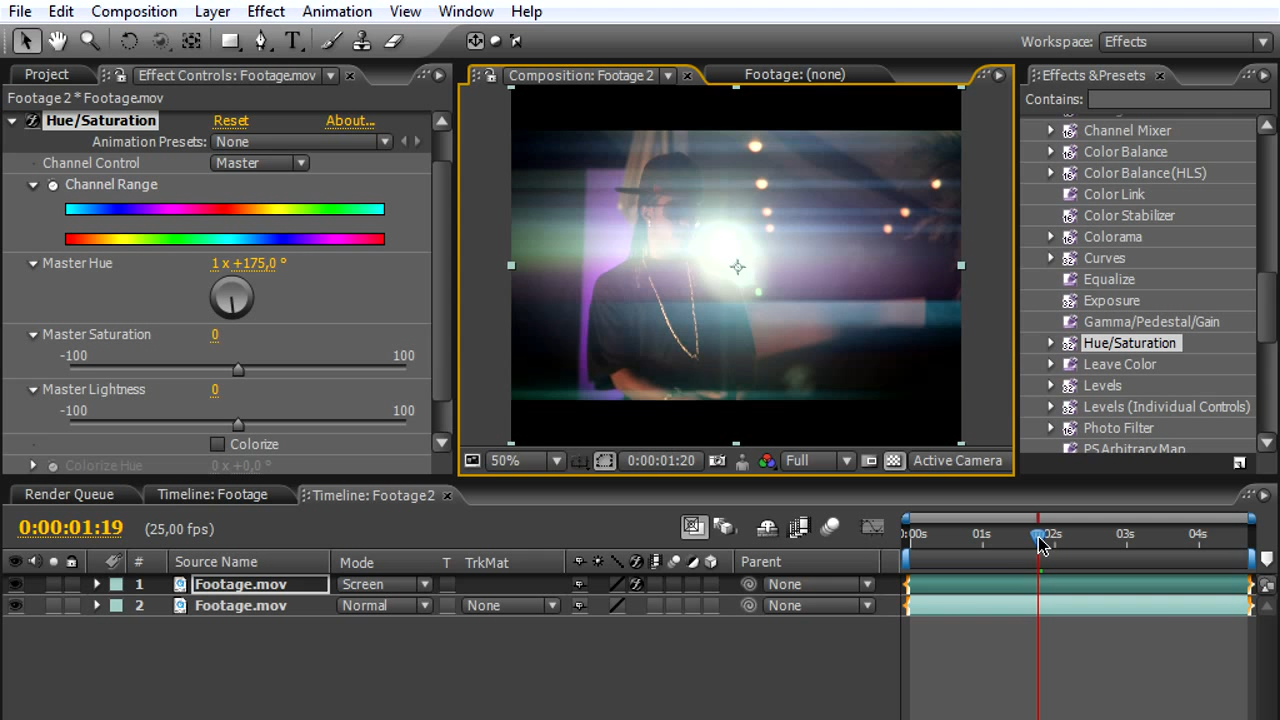 File Edit Composition Layer Effect Animation View Window Help
T
Workspace: Effects
Project Effect Controls: Footage.mov
Footage 2 * Footage.mov
Hue/Saturation Reset About...
Animation Presets: None
Channel Control Master
Channel Range
Master Hue 1 x +175,0 °
Master Saturation 0
-100 100
Master Lightness 0
-100 100
Colorize
Colorize Hue 0 x +0,0 °
Composition: Footage 2 Footage: (none)
50% 0:00:01:20 Full Active Camera
Effects & Presets
Contains:
Channel Mixer
Color Balance
Color Balance (HLS)
Color Link
Color Stabilizer
Colorama
Curves
Equalize
Exposure
Gamma/Pedestal/Gain
Hue/Saturation
Leave Color
Levels
Levels (Individual Controls)
Photo Filter
PS Arbitrary Map
Render Queue Timeline: Footage Timeline: Footage 2
0:00:01:19 (25,00 fps)
# Source Name Mode T TrkMat Parent
1 Footage.mov Screen None
2 Footage.mov Normal None None
):00s 01s 02s 03s 04s